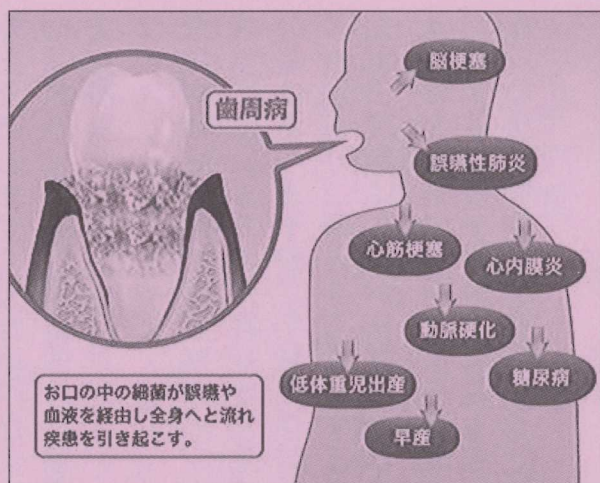 歯周病
脳梗塞
誤嚥性肺炎
心筋梗塞
心内膜炎
動脈硬化
低体重児出産
糖尿病
早産
お口の中の細菌が誤嚥や
血液を経由し全身へと流れ
疾患を引き起こす。